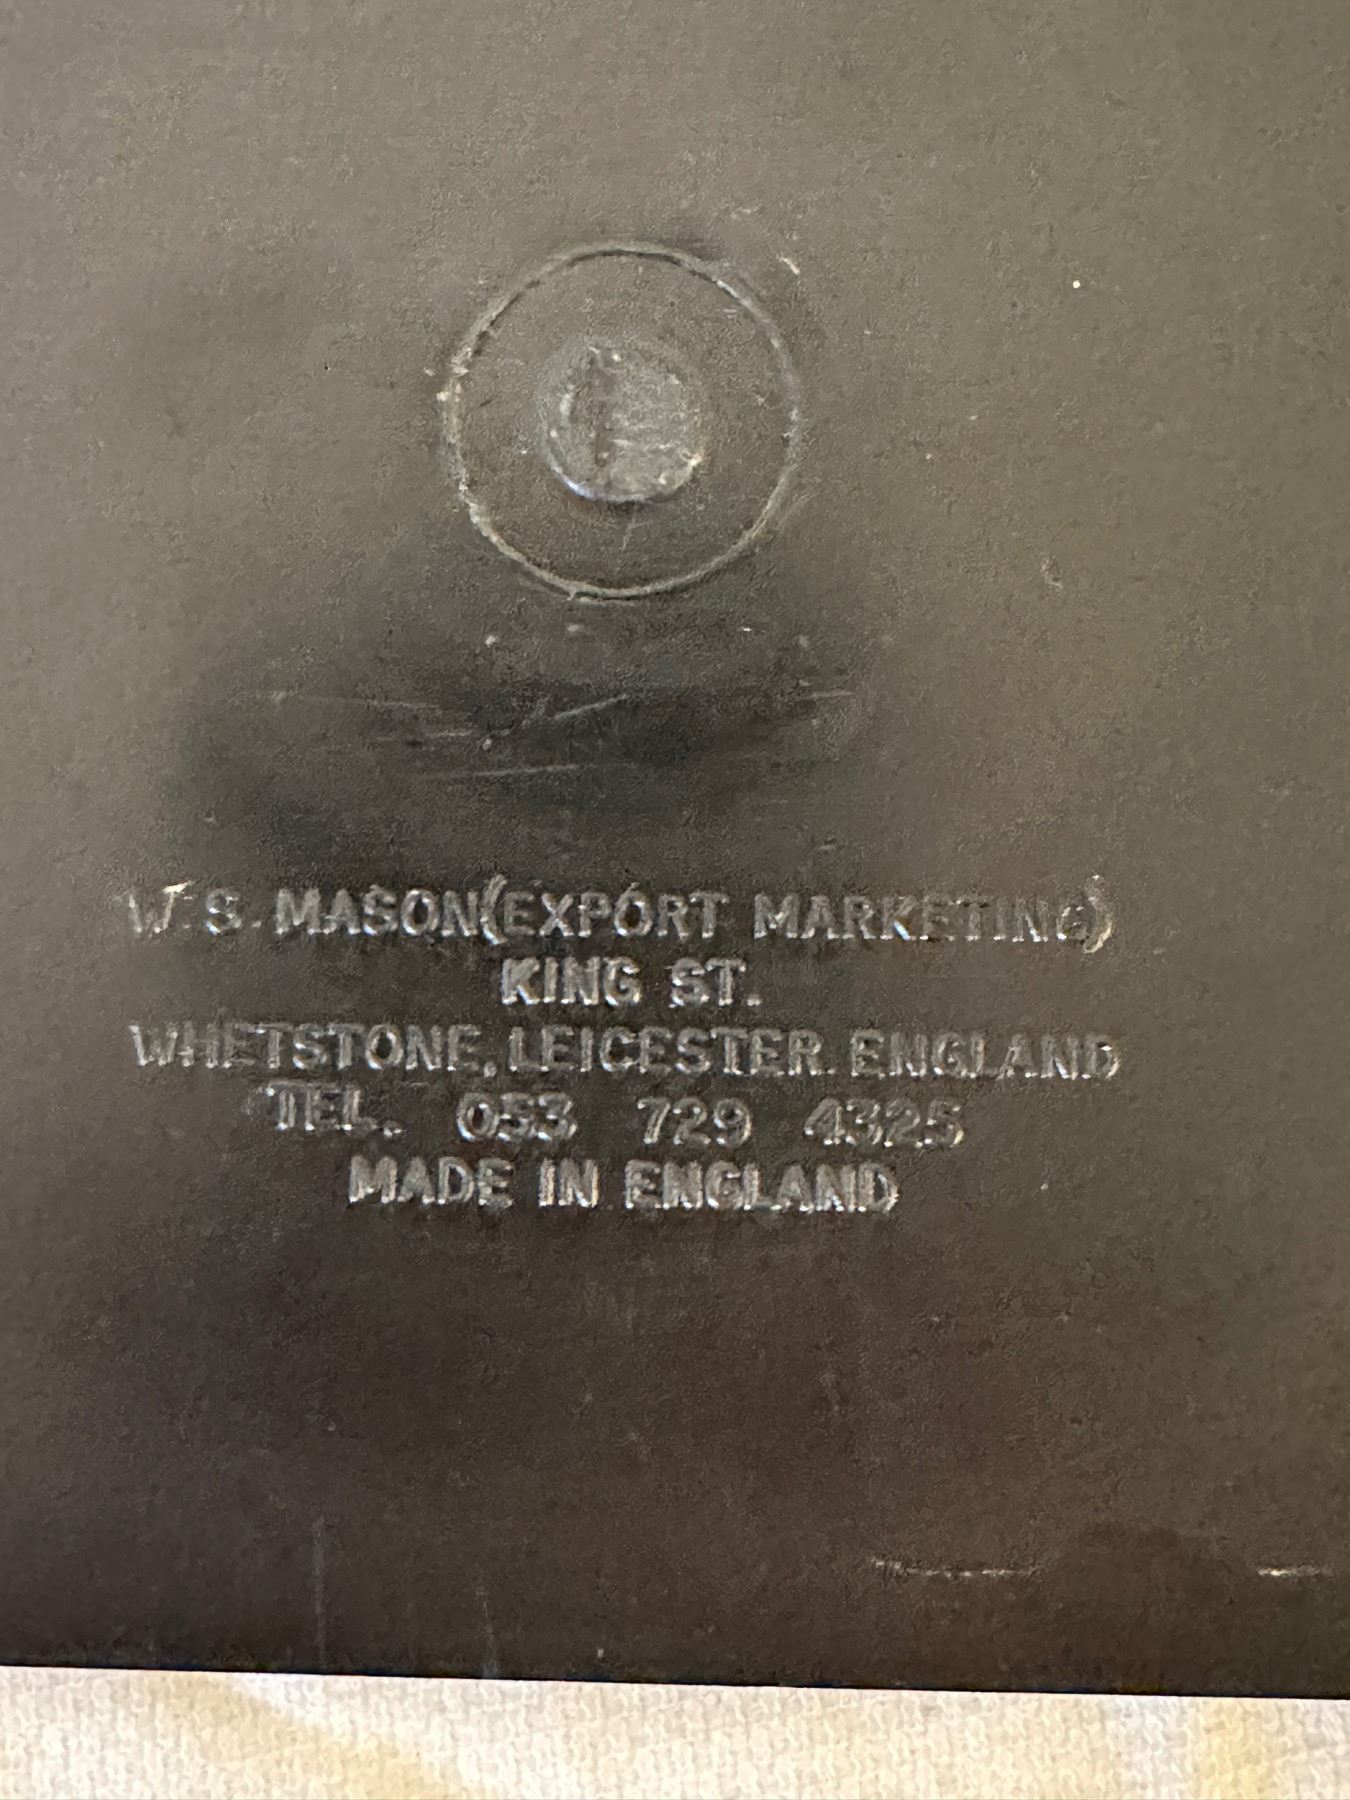 W.S. MASON(EXPORT MARKETING)
KING ST.
WHETSTONE, LEICESTER. ENGLAND
TEL. 053 729 4325
MADE IN ENGLAND